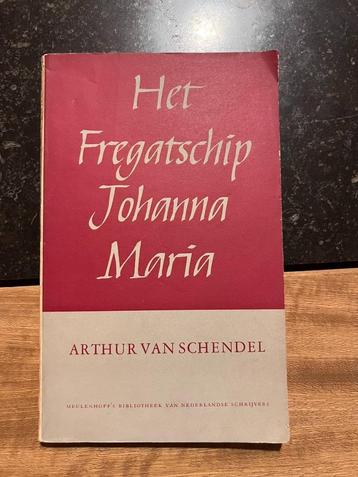 Het
Fregatschip
Johanna
Maria
ARTHUR VAN SCHENDEL
MEULENHOFF'S BIBLIOTHEEK VAN NEDERLANDSE SCHRIJVERS